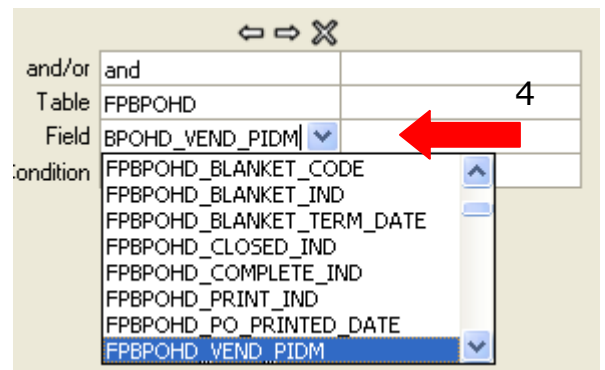 and/or and
Table FPBPOHD 4
Field BPOHD_VEND_PIDM
Condition FPBPOHD_BLANKET_CODE
FPBPOHD_BLANKET_IND
FPBPOHD_BLANKET_TERM_DATE
FPBPOHD_CLOSED_IND
FPBPOHD_COMPLETE_IND
FPBPOHD_PRINT_IND
FPBPOHD_PO_PRINTED_DATE
FPBPOHD_VEND_PIDM